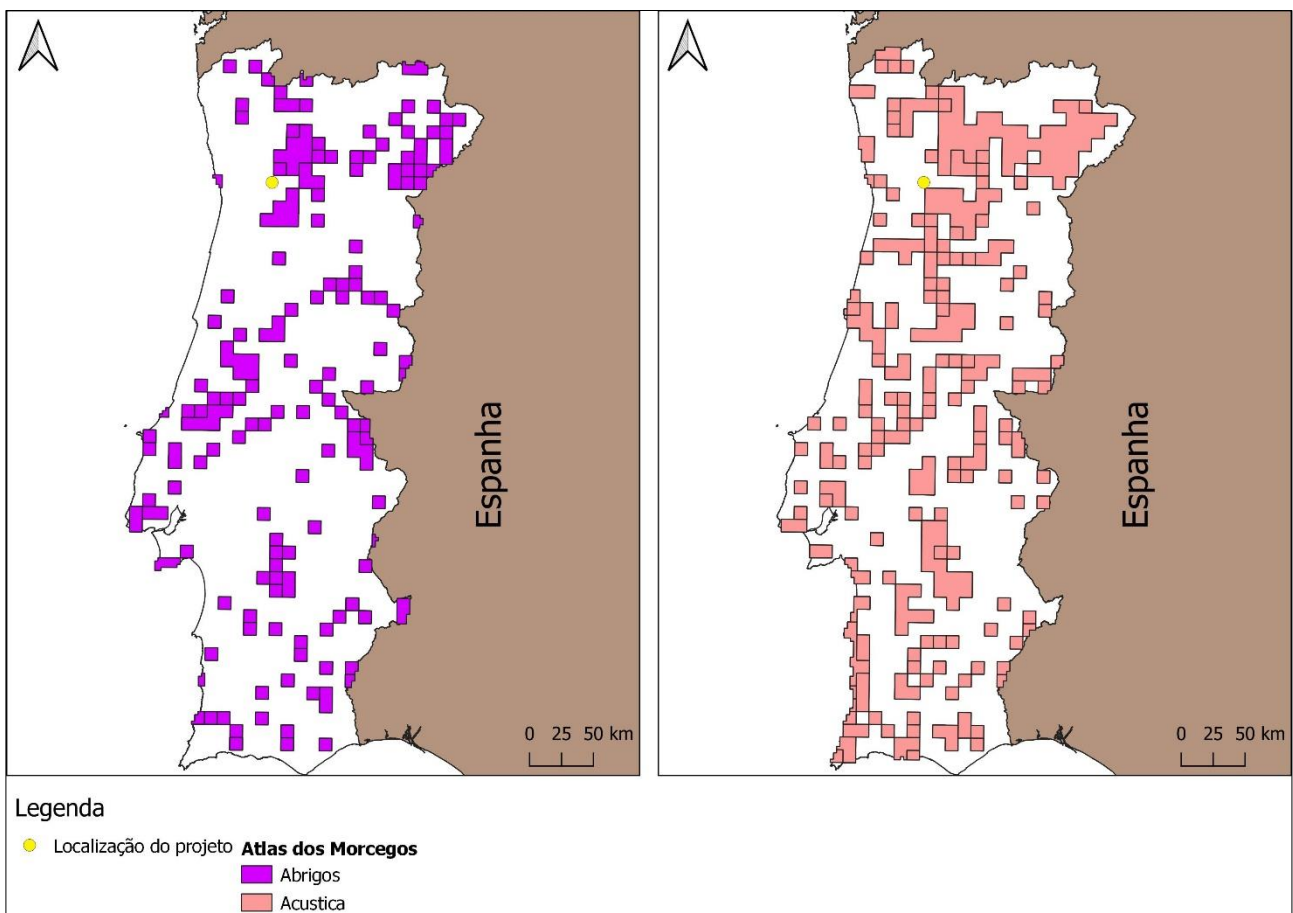 Espanha
0 25 50 km
Espanha
0 25 50 km
Legenda
Localização do projeto
Atlas dos Morcegos
Abrigos
Acustica